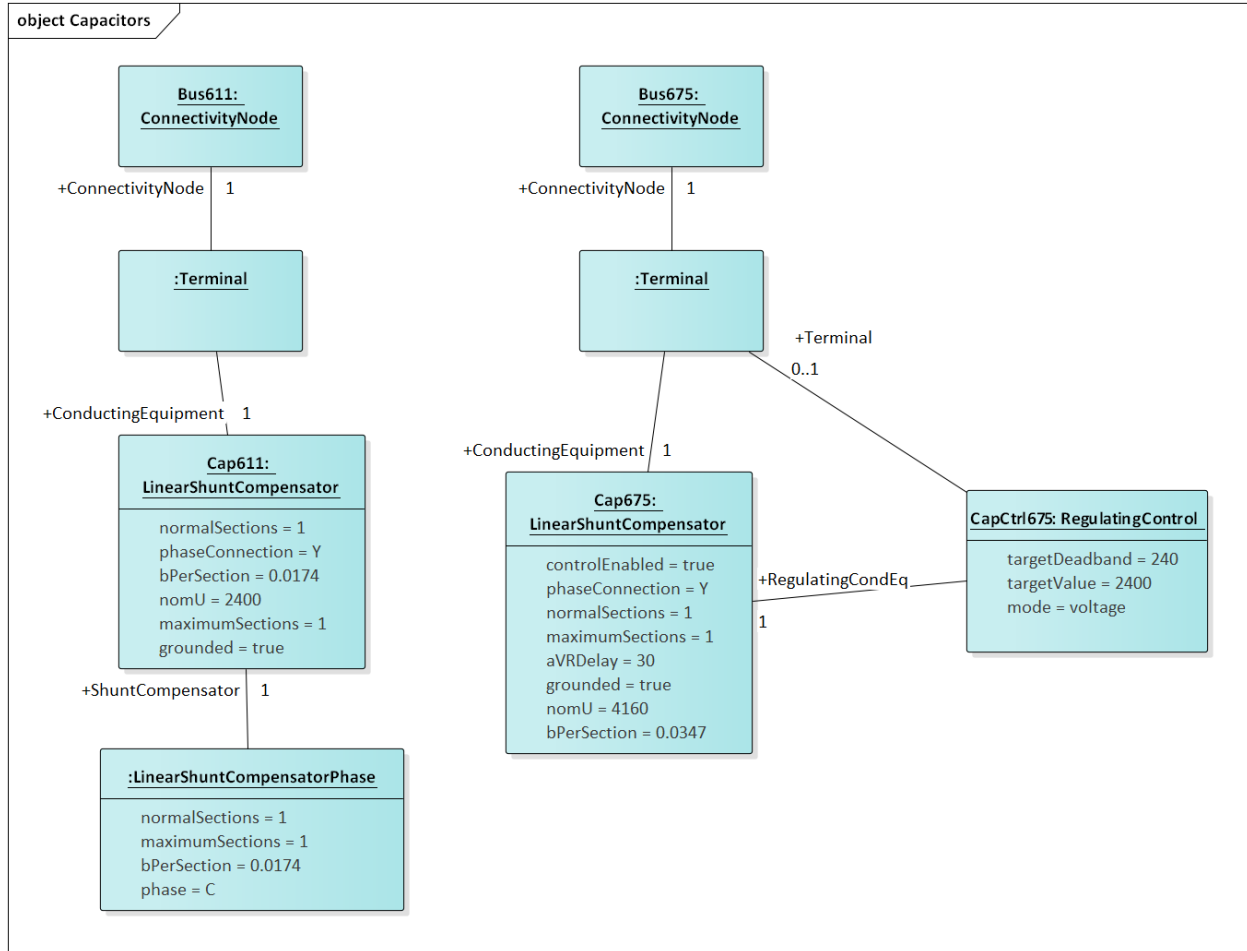 object Capacitors
Bus611:
ConnectivityNode
+ConnectivityNode 1
:Terminal
+ConductingEquipment 1
Cap611:
LinearShuntCompensator
normalSections = 1
phaseConnection = Y
bPerSection = 0.0174
nomU = 2400
maximumSections = 1
grounded = true
+ShuntCompensator 1
:LinearShuntCompensatorPhase
normalSections = 1
maximumSections = 1
bPerSection = 0.0174
phase = C
Bus675:
ConnectivityNode
+ConnectivityNode 1
:Terminal
+Terminal
0..1
+ConductingEquipment 1
Cap675:
LinearShuntCompensator
controlEnabled = true
phaseConnection = Y
normalSections = 1
maximumSections = 1
aVRDelay = 30
grounded = true
nomU = 4160
bPerSection = 0.0347
+RegulatingCondEq
1
CapCtrl675: RegulatingControl
targetDeadband = 240
targetValue = 2400
mode = voltage